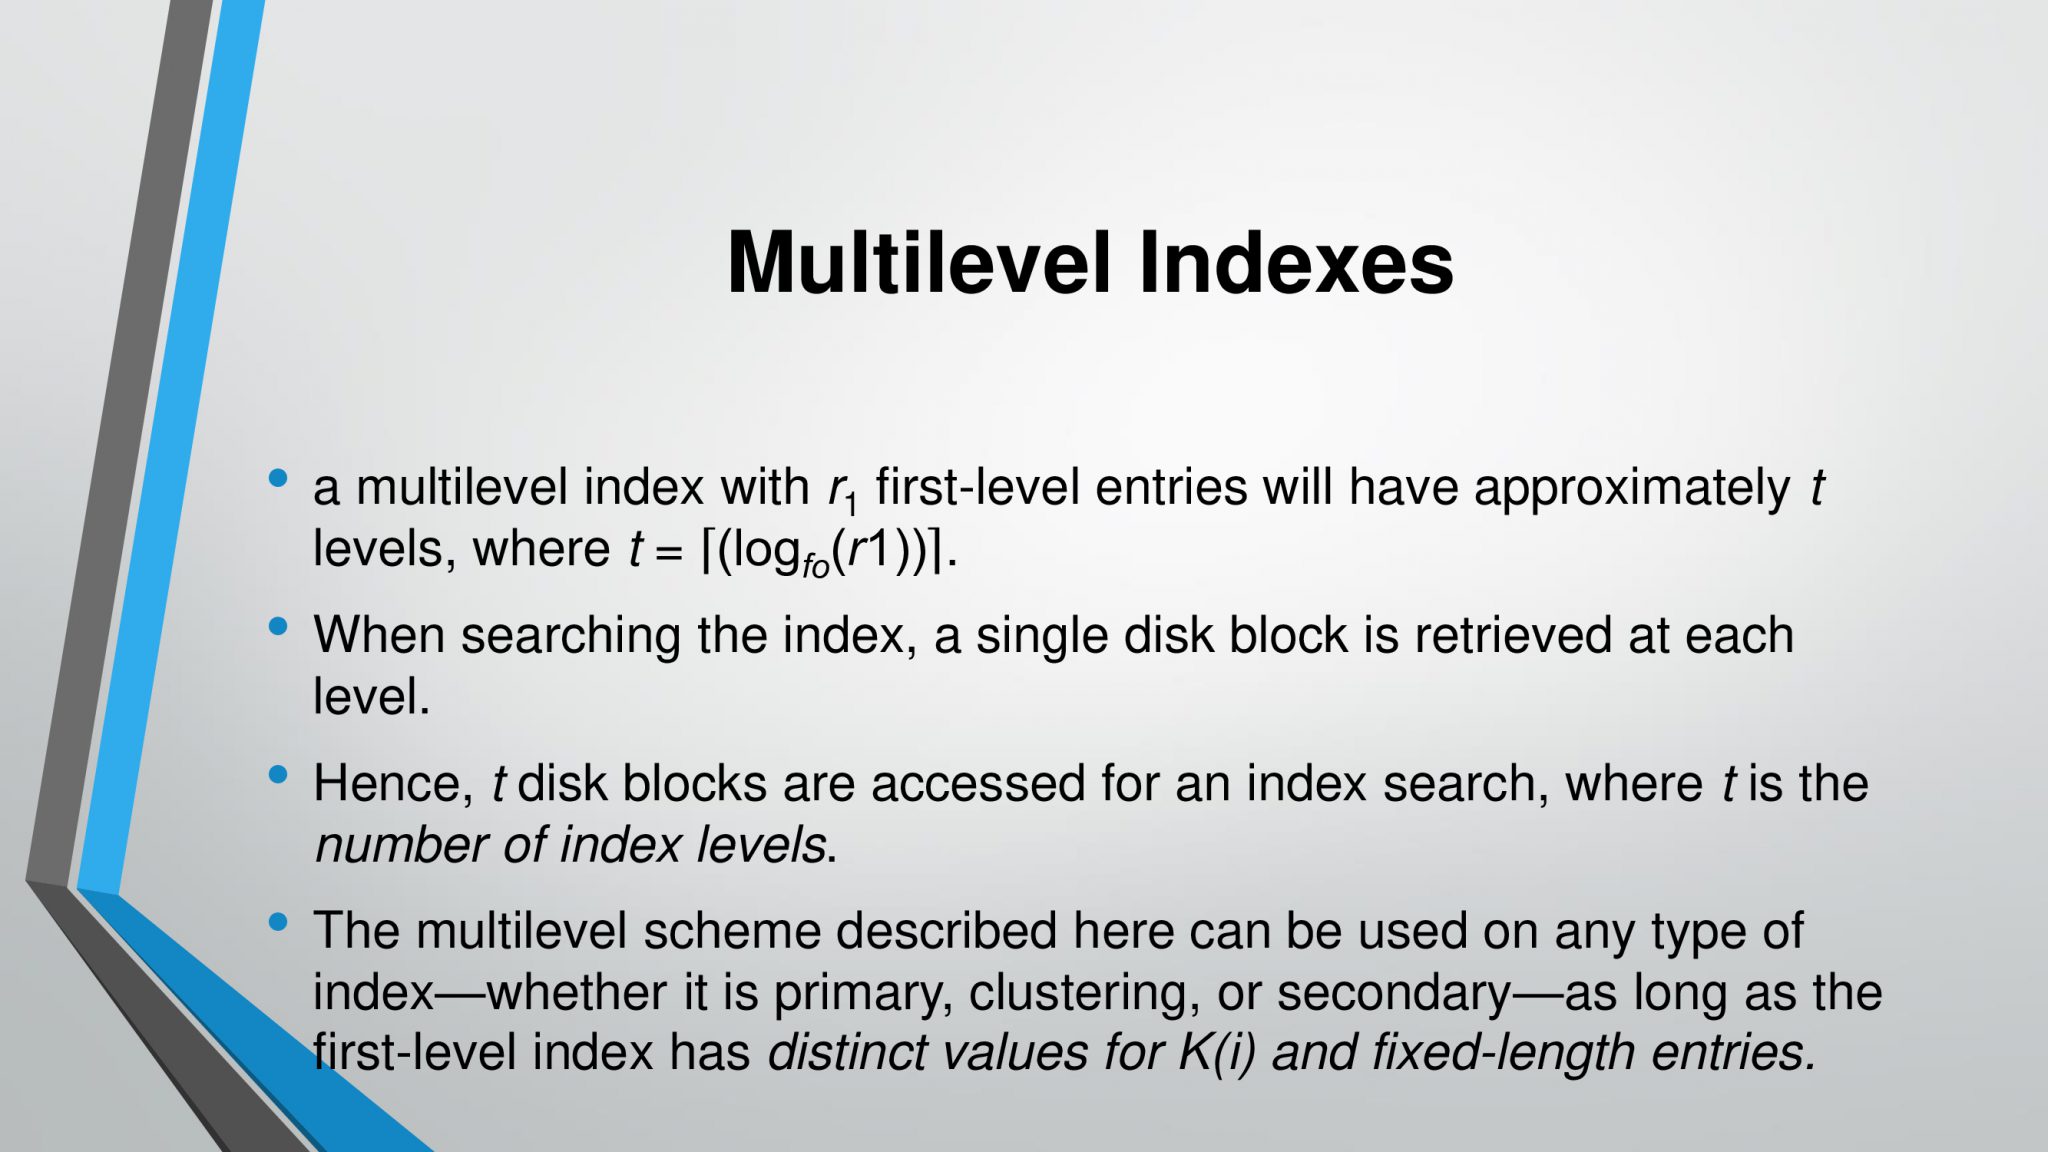 Multilevel Indexes
• a multilevel index with r₁ first-level entries will have approximately t
levels, where t = ⌈(log_fo(r1))⌉.
• When searching the index, a single disk block is retrieved at each
level.
• Hence, t disk blocks are accessed for an index search, where t is the
number of index levels.
• The multilevel scheme described here can be used on any type of
index—whether it is primary, clustering, or secondary—as long as the
first-level index has distinct values for K(i) and fixed-length entries.